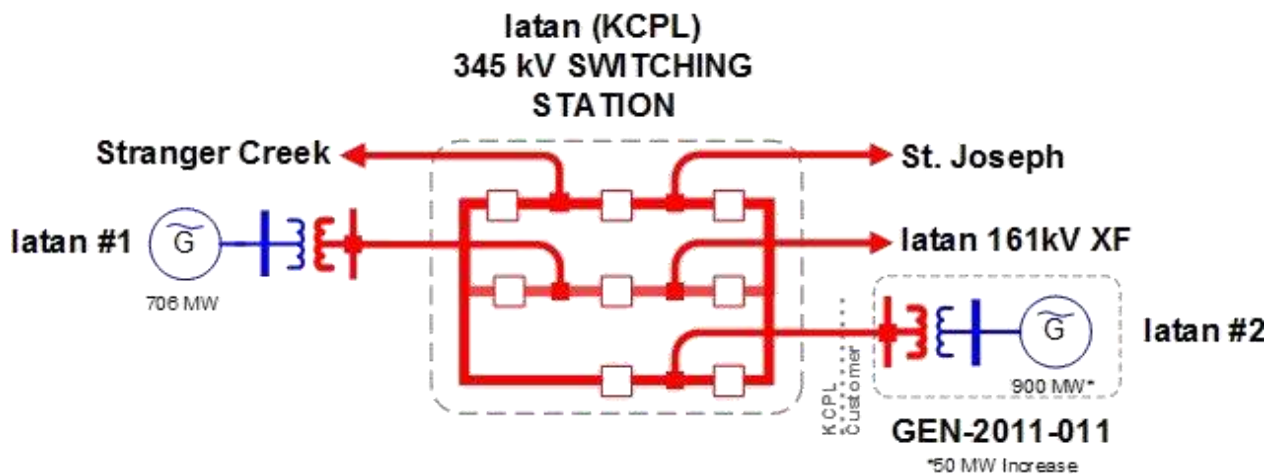 Iatan (KCPL)
345 kV SWITCHING
STATION
Stranger Creek
St. Joseph
Iatan #1
G
706 MW
Iatan 161kV XF
KCPL
Customer
G
900 MW*
Iatan #2
GEN-2011-011
*50 MW Increase